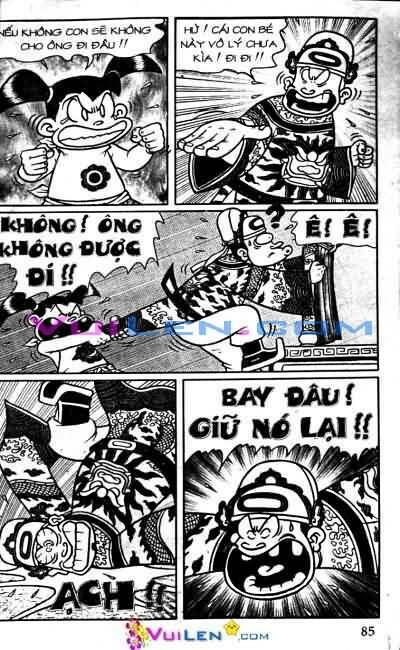 NẾU KHÔNG CON SẼ KHÔNG
CHO ÔNG ĐI ĐÂU !!
HỪ ! CÁI CON BÉ
NÀY VÔ LÝ CHƯA
KÌA ! ĐI ĐI !!
KHÔNG! ÔNG
KHÔNG ĐƯỢC
ĐI !!
Ê! Ê!
VUILEN.COM
ẠCH !!
BAY ĐÂU!
GIỮ NÓ LẠI!!
85
VUILEN.COM